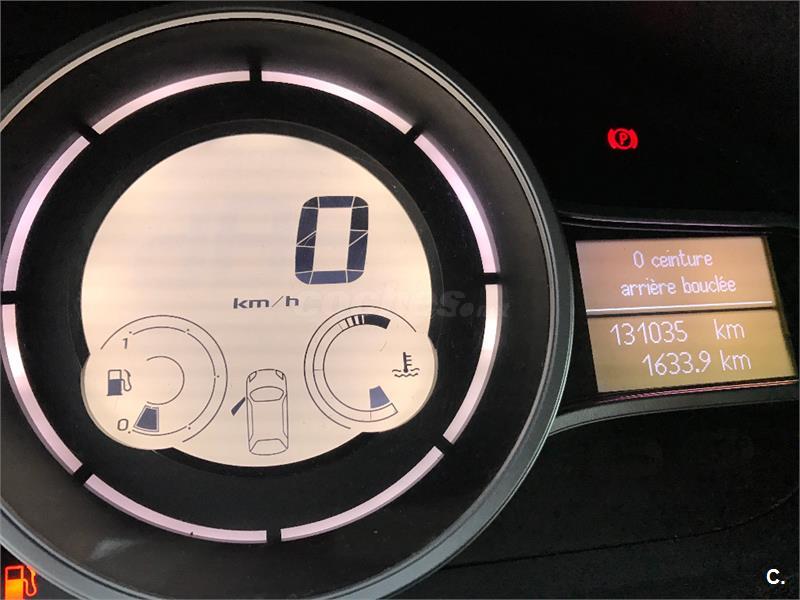 0
km/h
1
0
P
0 ceinture
arrière bouclée
131035 km
1633.9 km
C.